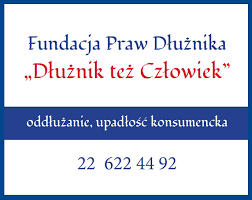 Fundacja Praw Dłużnika
„Dłużnik też Człowiek”
oddłużanie, upadłość konsumencka
22 622 44 92